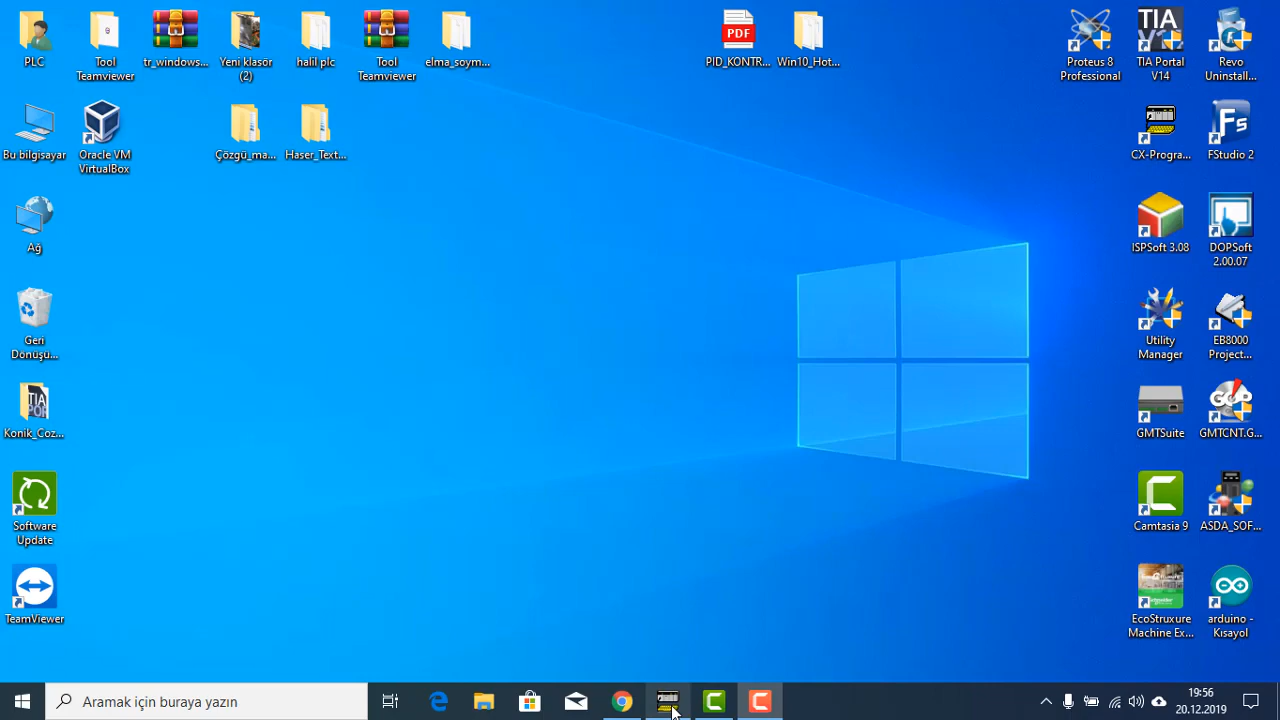 PLC
Tool
Teamviewer
tr_windows...
Yeni klasör
(2)
halil plc
Tool
Teamviewer
elma_soym...
PDF
PID_KONTR...
Win10_Hot...
Proteus 8
Professional
TIA
TIA Portal
V14
Revo
Uninstall...
Bu bilgisayar
Oracle VM
VirtualBox
Çözgü_ma...
Haser_Text...
CX-Progra...
Fs
FStudio 2
Ağ
ISPSoft 3.08
DOPSoft
2.00.07
Geri
Dönüşü...
Utility
Manager
EB8000
Project...
TIA
Konik_Coz...
GMTSuite
GMTCNT.G...
Software
Update
Camtasia 9
ASDA_SOF...
TeamViewer
EcoStruxure
Machine Ex...
arduino -
Kısayol
Aramak için buraya yazın
19:56
20.12.2019